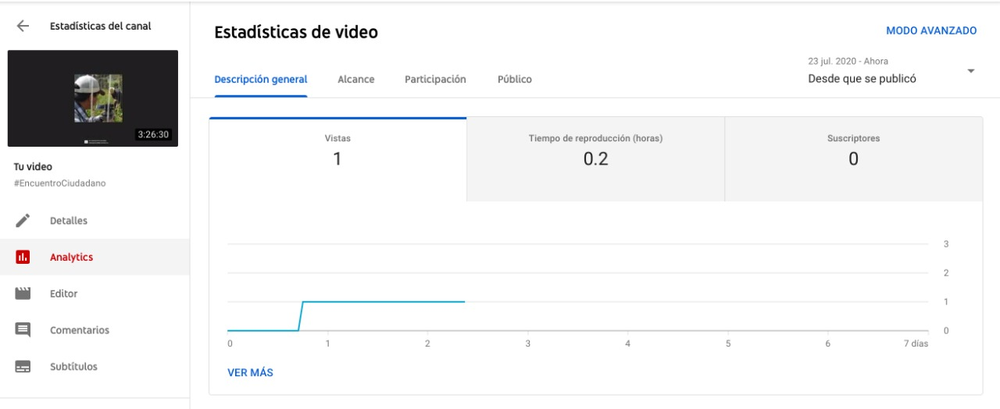 Estadísticas del canal
3:26:30
Tu video
#EncuentroCiudadano
Detalles
Analytics
Editor
Comentarios
Subtítulos
Estadísticas de video
MODO AVANZADO
Descripción general
Alcance
Participación
Público
23 jul. 2020 - Ahora
Desde que se publicó
Vistas
1
Tiempo de reproducción (horas)
0.2
Suscriptores
0
3
2
1
0
0 1 2 3 4 5 6 7 días
VER MÁS